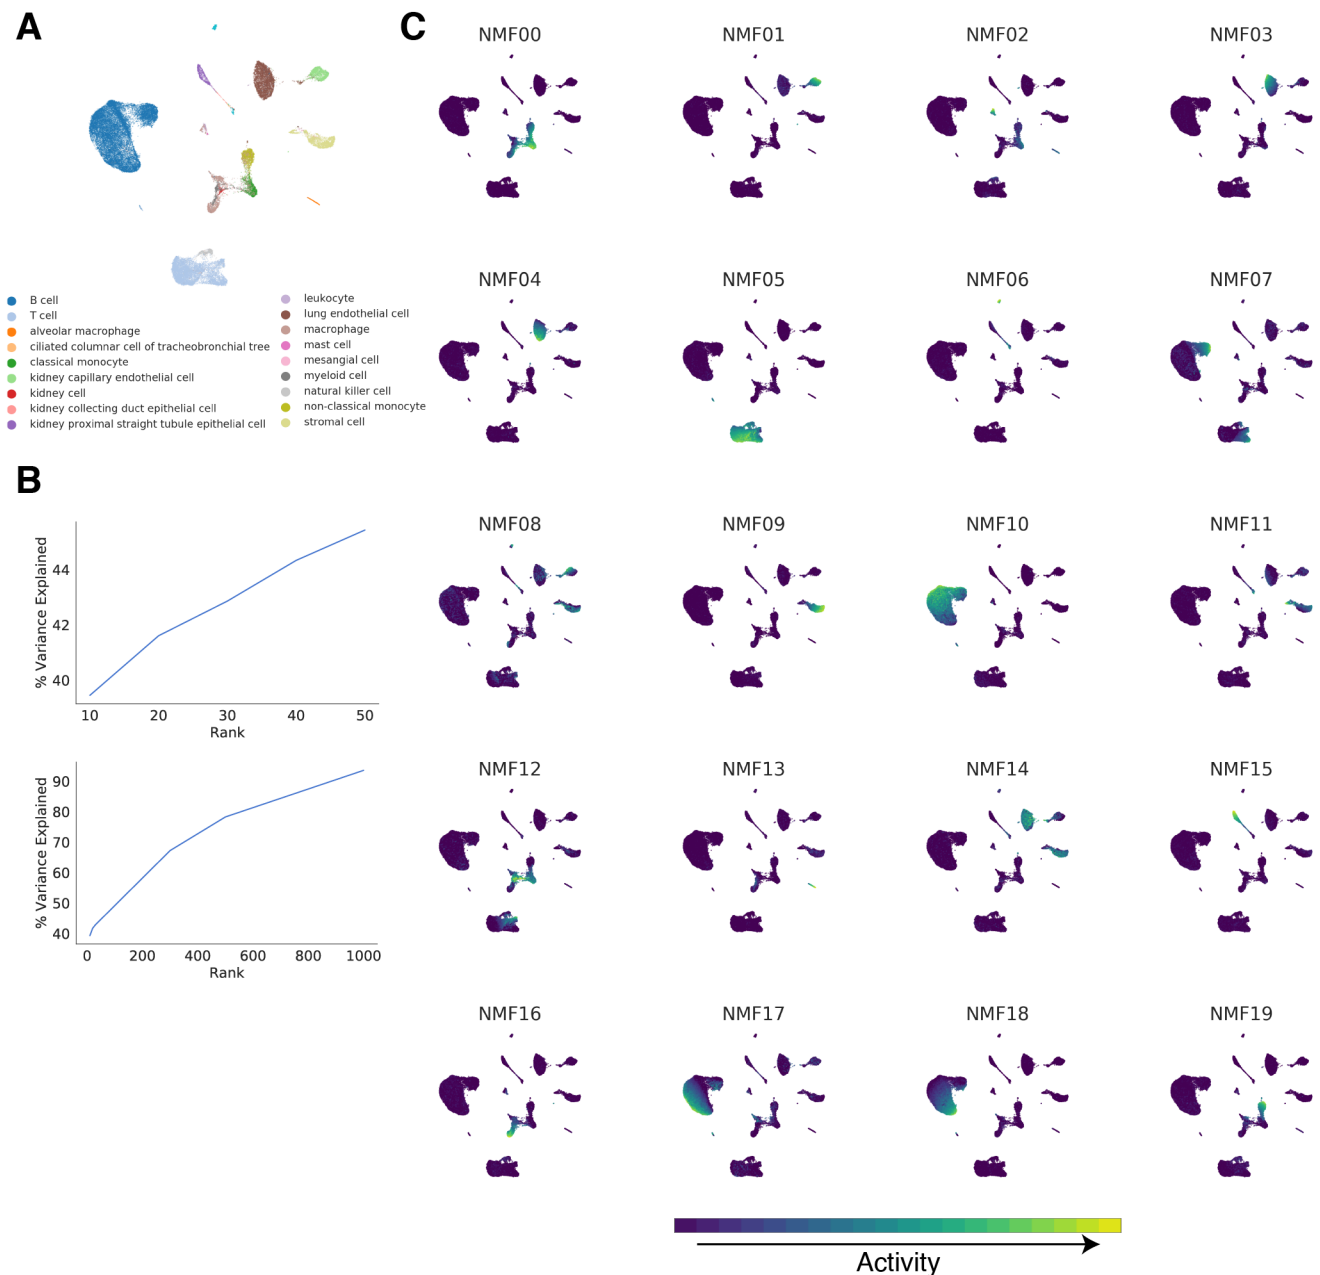 A
B cell
T cell
alveolar macrophage
ciliated columnar cell of tracheobronchial tree
classical monocyte
kidney capillary endothelial cell
kidney cell
kidney collecting duct epithelial cell
kidney proximal straight tubule epithelial cell
leukocyte
lung endothelial cell
macrophage
mast cell
mesangial cell
myeloid cell
natural killer cell
non-classical monocyte
stromal cell
B
% Variance Explained
44
42
40
10 20 30 40 50
Rank
% Variance Explained
90
80
70
60
50
40
0 200 400 600 800 1000
Rank
C
NMF00 NMF01 NMF02 NMF03
NMF04 NMF05 NMF06 NMF07
NMF08 NMF09 NMF10 NMF11
NMF12 NMF13 NMF14 NMF15
NMF16 NMF17 NMF18 NMF19
Activity